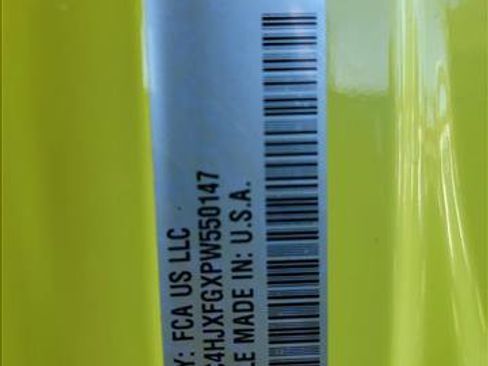 Y: FCA US LLC
C4HJXFGXPW550147
LE MADE IN: U.S.A.